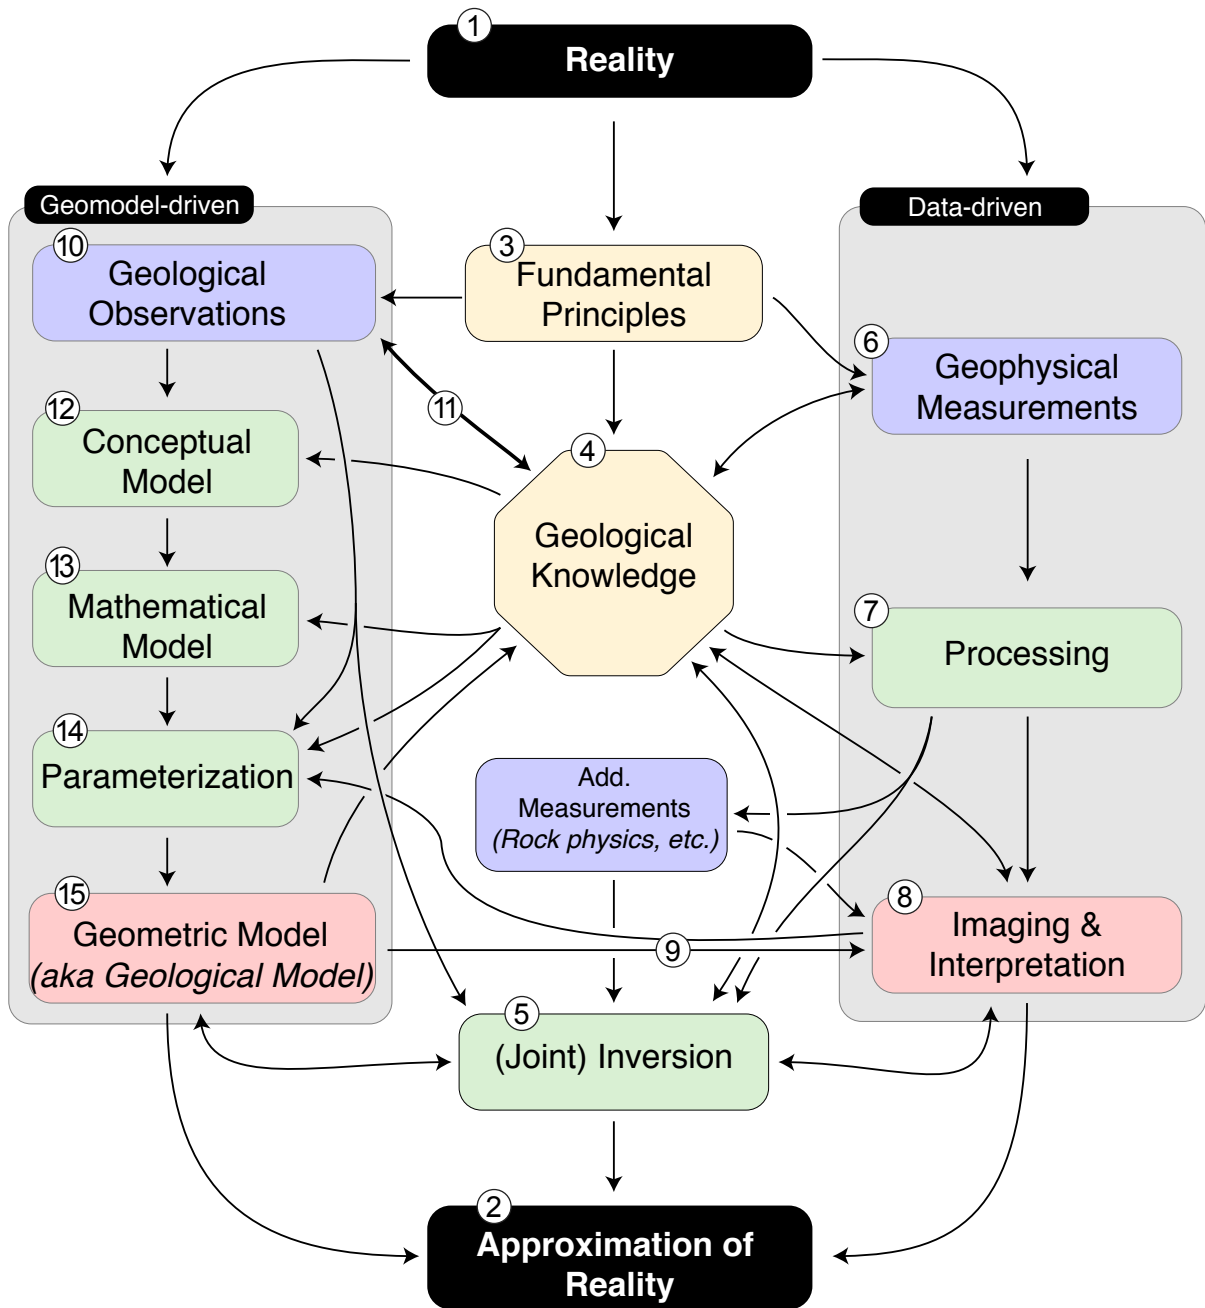 1
Reality
Geomodel-driven
Data-driven
10
Geological
Observations
3
Fundamental
Principles
6
Geophysical
Measurements
11
12
Conceptual
Model
4
Geological
Knowledge
13
Mathematical
Model
7
Processing
14
Parameterization
Add.
Measurements
(Rock physics, etc.)
15
Geometric Model
(aka Geological Model)
9
8
Imaging &
Interpretation
5
(Joint) Inversion
2
Approximation of
Reality